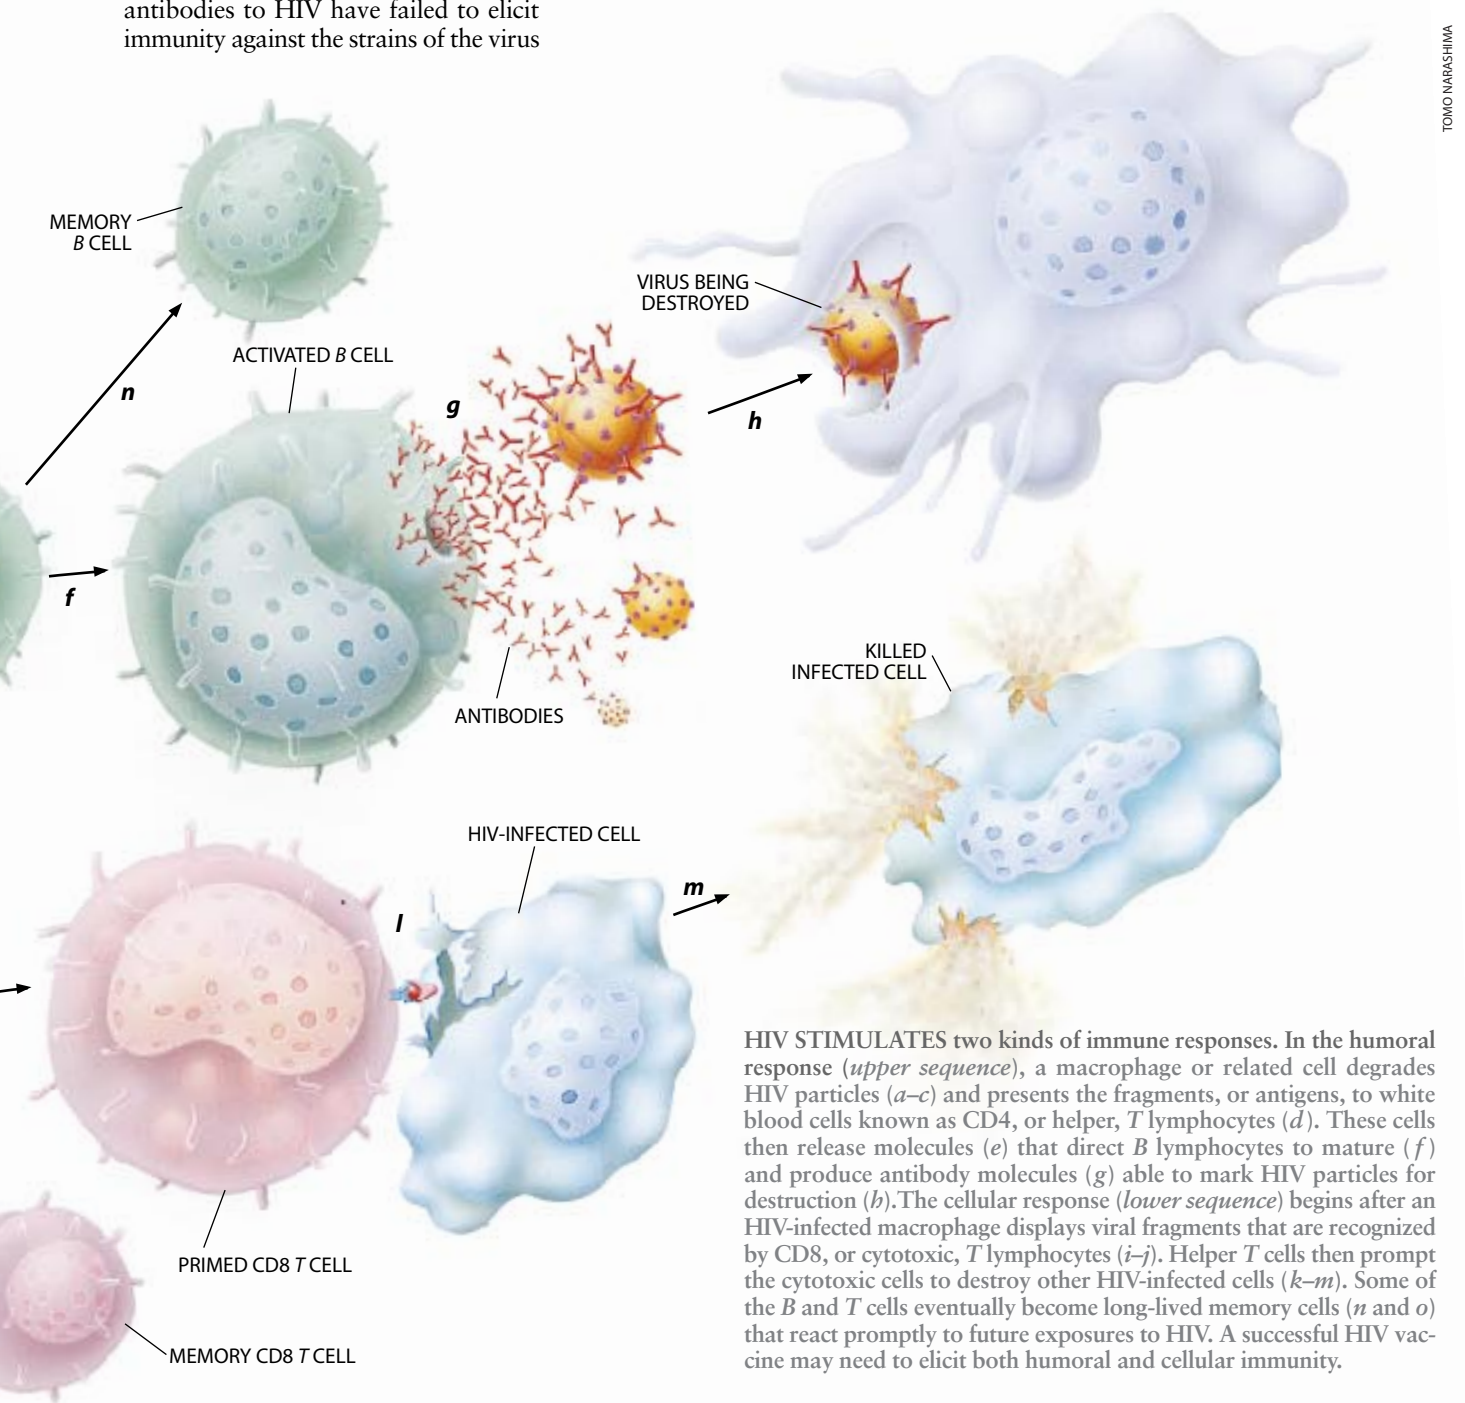 antibodies to HIV have failed to elicit
immunity against the strains of the virus
TOMO NARASHIMA
MEMORY
B CELL
VIRUS BEING
DESTROYED
ACTIVATED B CELL
n
g
h
f
KILLED
INFECTED CELL
ANTIBODIES
HIV-INFECTED CELL
m
l
HIV STIMULATES two kinds of immune responses. In the humoral
response (upper sequence), a macrophage or related cell degrades
HIV particles (a–c) and presents the fragments, or antigens, to white
blood cells known as CD4, or helper, T lymphocytes (d). These cells
then release molecules (e) that direct B lymphocytes to mature (f)
and produce antibody molecules (g) able to mark HIV particles for
destruction (h).The cellular response (lower sequence) begins after an
HIV-infected macrophage displays viral fragments that are recognized
by CD8, or cytotoxic, T lymphocytes (i–j). Helper T cells then prompt
the cytotoxic cells to destroy other HIV-infected cells (k–m). Some of
the B and T cells eventually become long-lived memory cells (n and o)
that react promptly to future exposures to HIV. A successful HIV vac-
cine may need to elicit both humoral and cellular immunity.
PRIMED CD8 T CELL
MEMORY CD8 T CELL